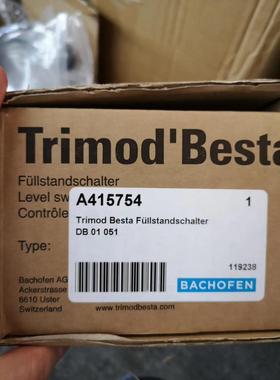 Trimod'Besta
Füllstandschalter
Level sw
Contrôle
A415754 1
Trimod Besta Füllstandschalter
DB 01 051
Type:
119238
BACHOFEN
Bachofen AG
Ackerstrasse
8610 Uster
Switzerland
www.trimodbesta.com